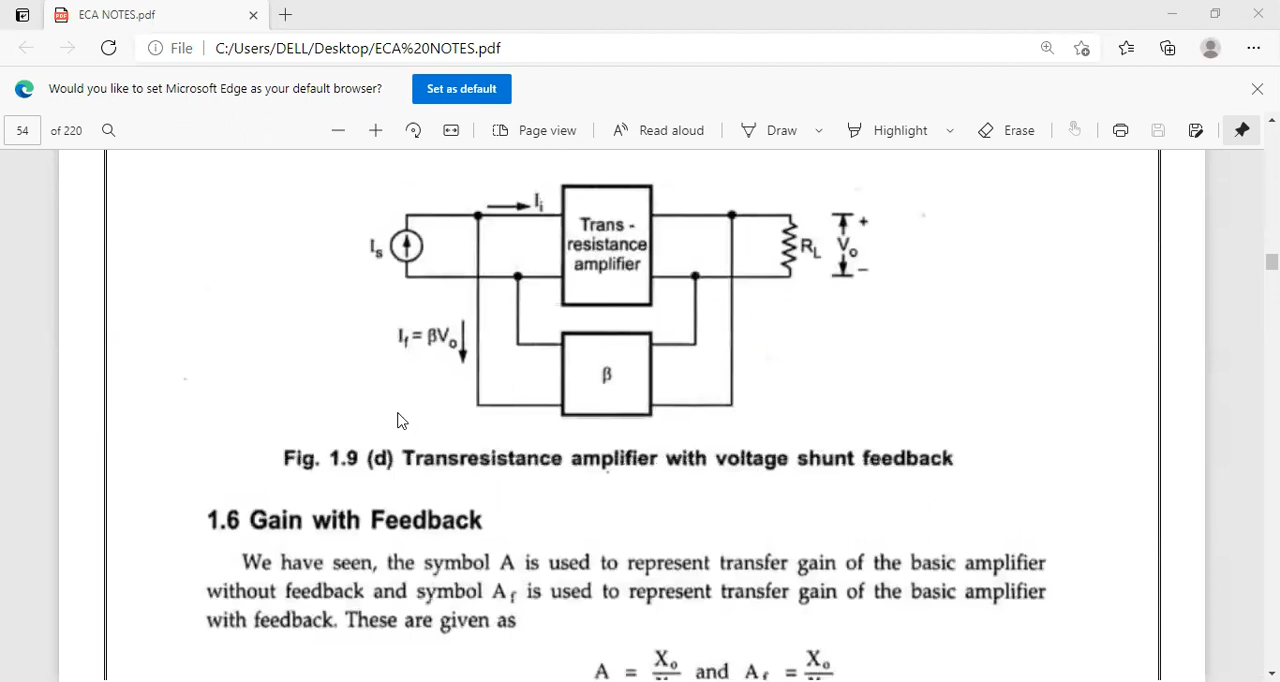 ECA NOTES.pdf
File C:/Users/DELL/Desktop/ECA%20NOTES.pdf
Would you like to set Microsoft Edge as your default browser? Set as default
54 of 220 Page view Read aloud Draw Highlight Erase
Ii
Trans -
resistance
amplifier
Is
RL
Vo
+
−
If = βVo
β
Fig. 1.9 (d) Transresistance amplifier with voltage shunt feedback
1.6 Gain with Feedback
We have seen, the symbol A is used to represent transfer gain of the basic amplifier
without feedback and symbol Af is used to represent transfer gain of the basic amplifier
with feedback. These are given as
A = Xo and Af = Xo